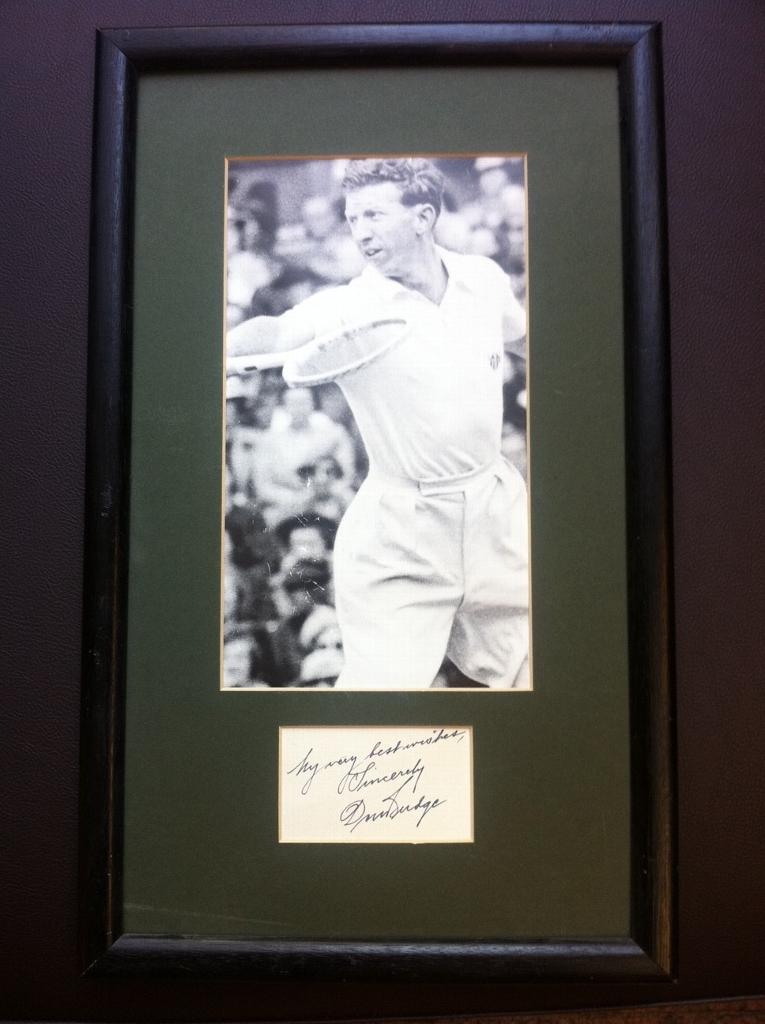 My very best wishes,
Sincerely
Don Budge